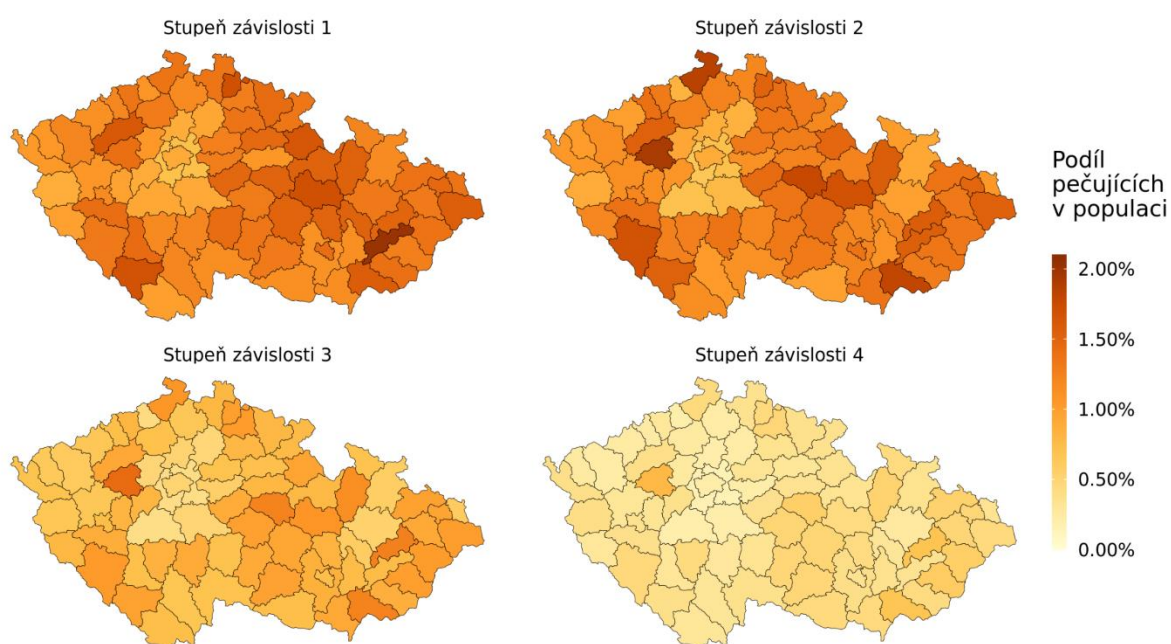 Stupeň závislosti 1
Stupeň závislosti 2
Stupeň závislosti 3
Stupeň závislosti 4
Podíl
pečujících
v populaci
2.00%
1.50%
1.00%
0.50%
0.00%